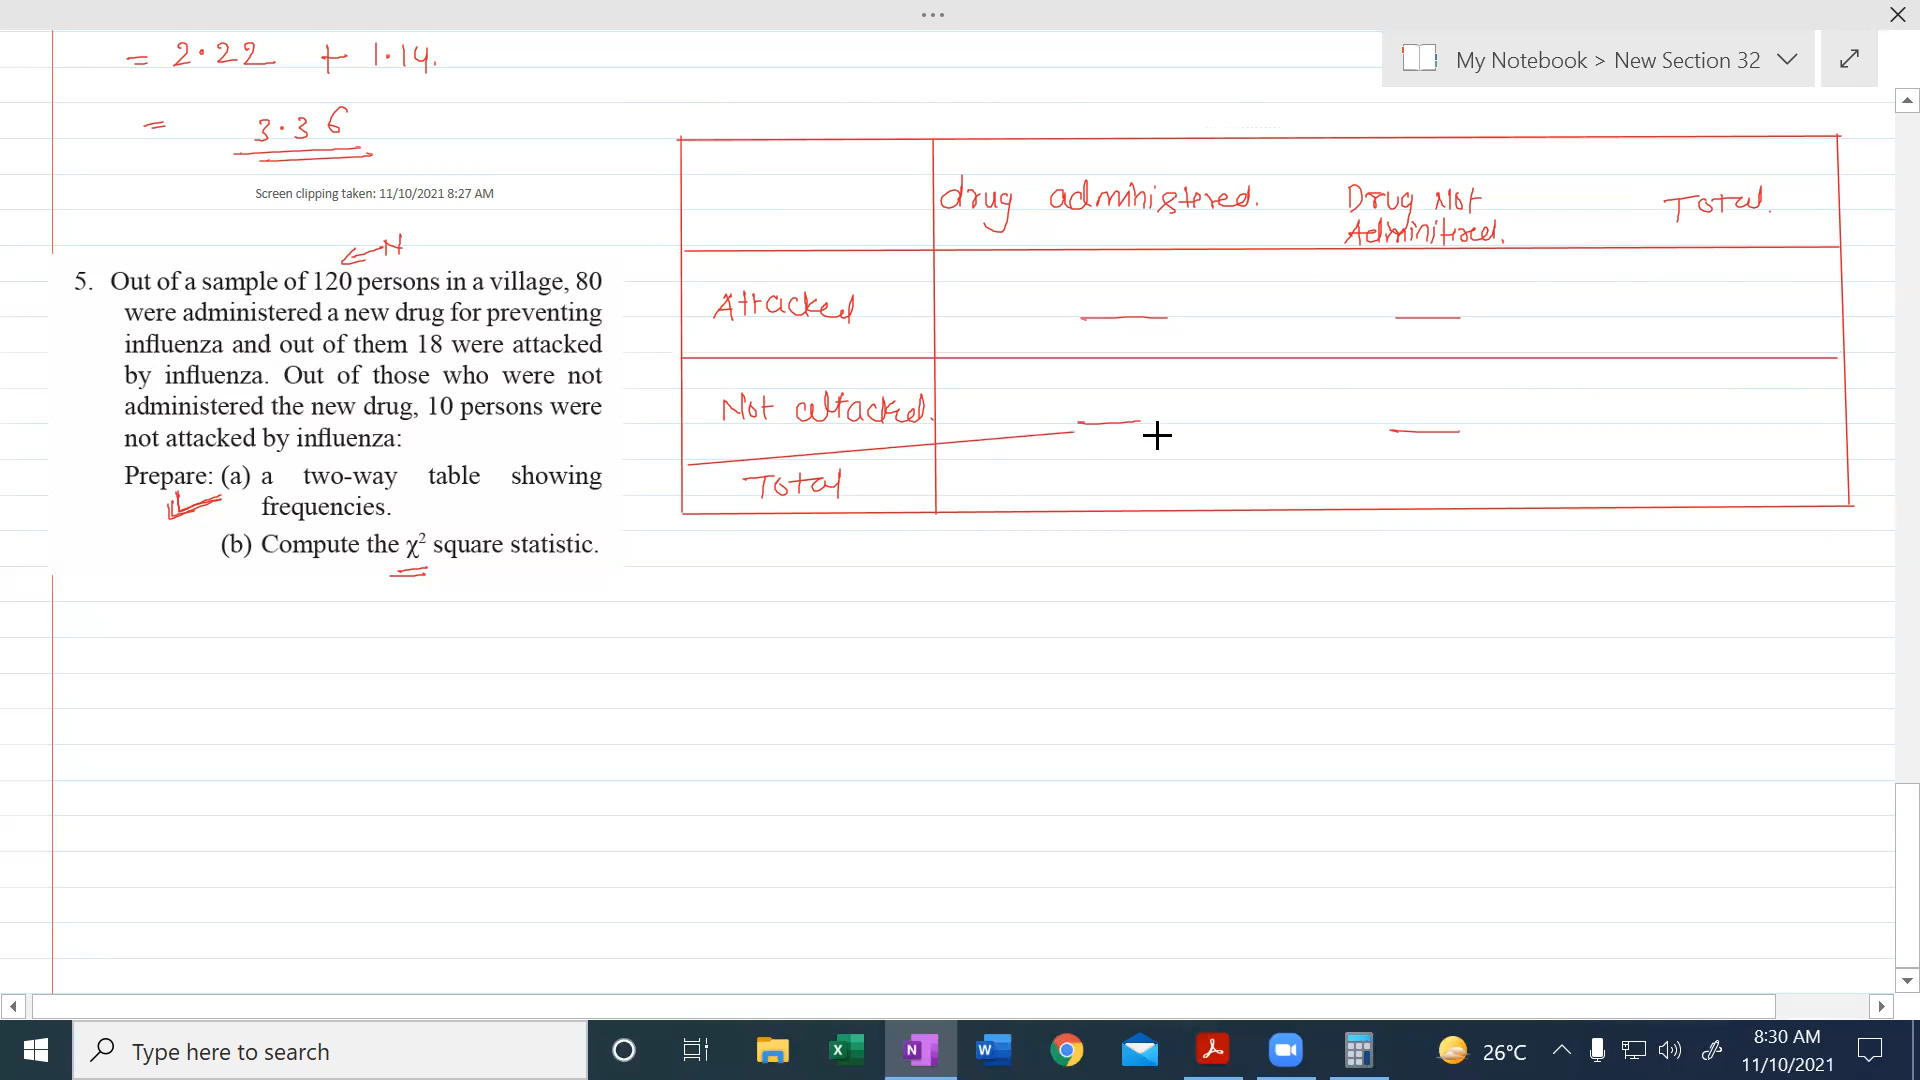 = 2.22 + 1.14.
= 3.36
Screen clipping taken: 11/10/2021 8:27 AM
My Notebook > New Section 32
N
5. Out of a sample of 120 persons in a village, 80
were administered a new drug for preventing
influenza and out of them 18 were attacked
by influenza. Out of those who were not
administered the new drug, 10 persons were
not attacked by influenza:
Prepare: (a) a two-way table showing
frequencies.
(b) Compute the χ² square statistic.
drug administered. Drug Not Total.
Adminitired.
Attacked
Not attacked.
Total
Type here to search
26°C
8:30 AM
11/10/2021